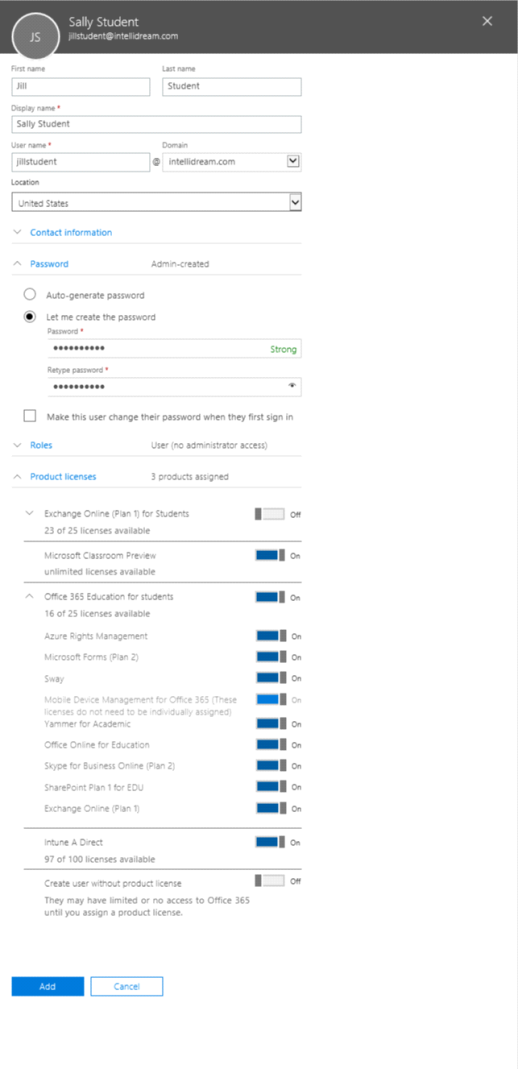 JS
Sally Student
jillstudent@intellidream.com
First name
Last name
Jill
Student
Display name *
Sally Student
User name *
Domain
jillstudent
@
intellidream.com
Location
United States
Contact information
Password
Admin-created
Auto-generate password
Let me create the password
Password *
••••••••••
Strong
Retype password *
••••••••••
Make this user change their password when they first sign in
Roles
User (no administrator access)
Product licenses
3 products assigned
Exchange Online (Plan 1) for Students
Off
23 of 25 licenses available
Microsoft Classroom Preview
On
unlimited licenses available
Office 365 Education for students
On
16 of 25 licenses available
Azure Rights Management
On
Microsoft Forms (Plan 2)
On
Sway
On
Mobile Device Management for Office 365 (These
On
licenses do not need to be individually assigned)
Yammer for Academic
On
Office Online for Education
On
Skype for Business Online (Plan 2)
On
SharePoint Plan 1 for EDU
On
Exchange Online (Plan 1)
On
Intune A Direct
On
97 of 100 licenses available
Create user without product license
Off
They may have limited or no access to Office 365
until you assign a product license.
Add
Cancel